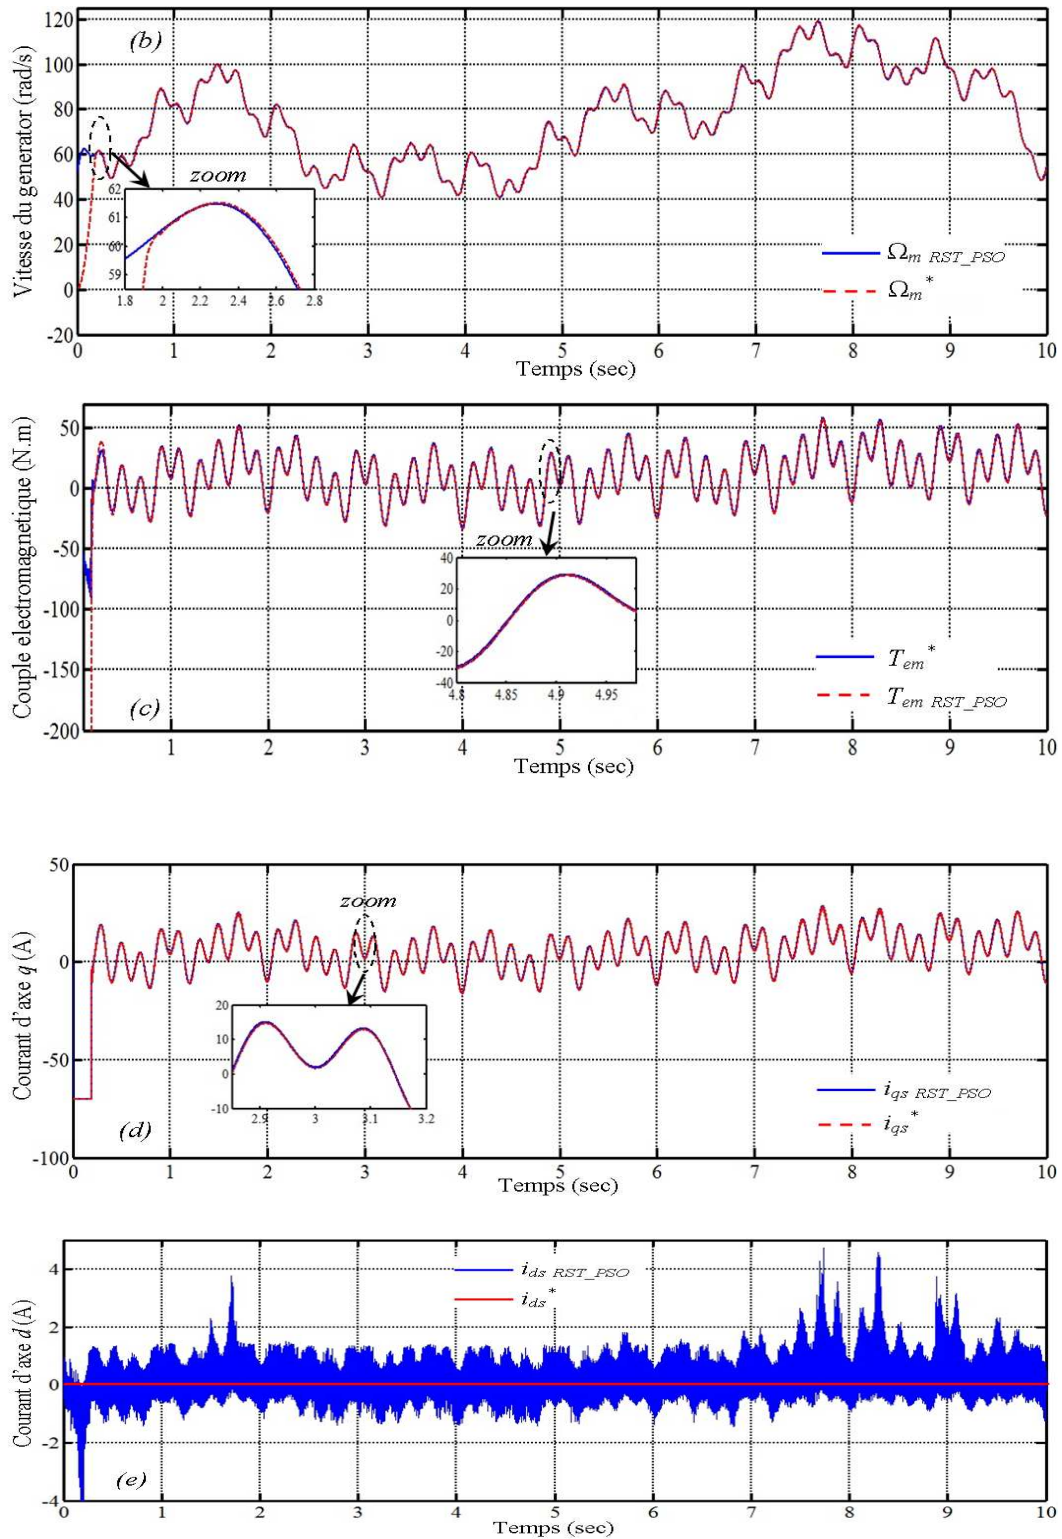 Vitesse du generator (rad/s)
120
100
80
60
40
20
0
-20
(b)
zoom
62
61
60
59
1.8 2 2.2 2.4 2.6 2.8
Ωm RST_PSO
Ωm*
0 1 2 3 4 5 6 7 8 9 10
Temps (sec)
Couple electromagnetique (N.m)
50
0
-50
-100
-150
-200
zoom
40
20
0
-20
-40
4.8 4.85 4.9 4.95
(c)
Tem*
Tem RST_PSO
1 2 3 4 5 6 7 8 9 10
Temps (sec)
Courant d'axe q (A)
50
0
-50
-100
zoom
20
10
0
-10
2.9 3 3.1 3.2
(d)
iqs RST_PSO
iqs*
0 1 2 3 4 5 6 7 8 9 10
Temps (sec)
Courant d'axe d (A)
4
2
0
-2
-4
ids RST_PSO
ids*
(e)
0 1 2 3 4 5 6 7 8 9 10
Temps (sec)